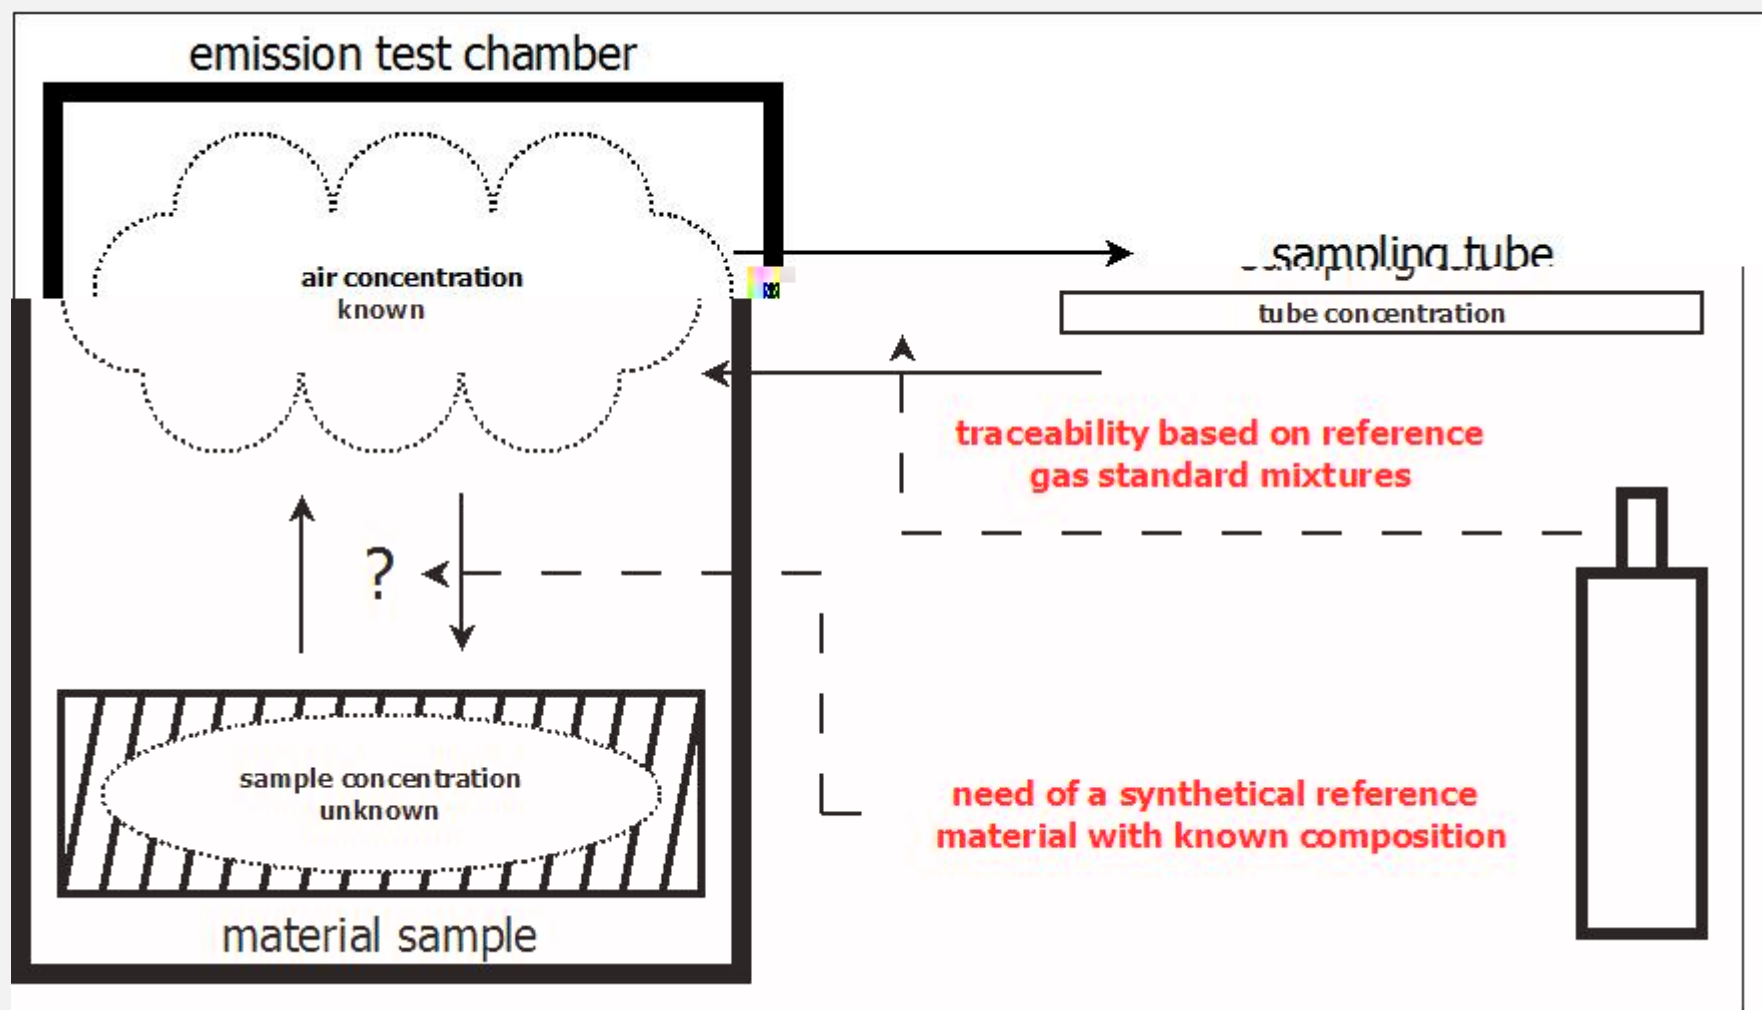 emission test chamber
air concentration
known
sampling tube
tube concentration
traceability based on reference
gas standard mixtures
?
sample concentration
unknown
need of a synthetical reference
material with known composition
material sample